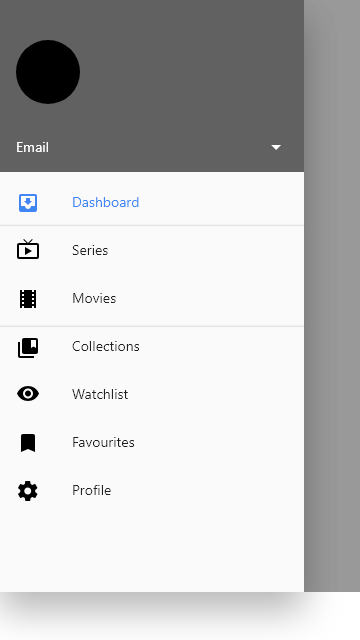 Email
Dashboard
Series
Movies
Collections
Watchlist
Favourites
Profile